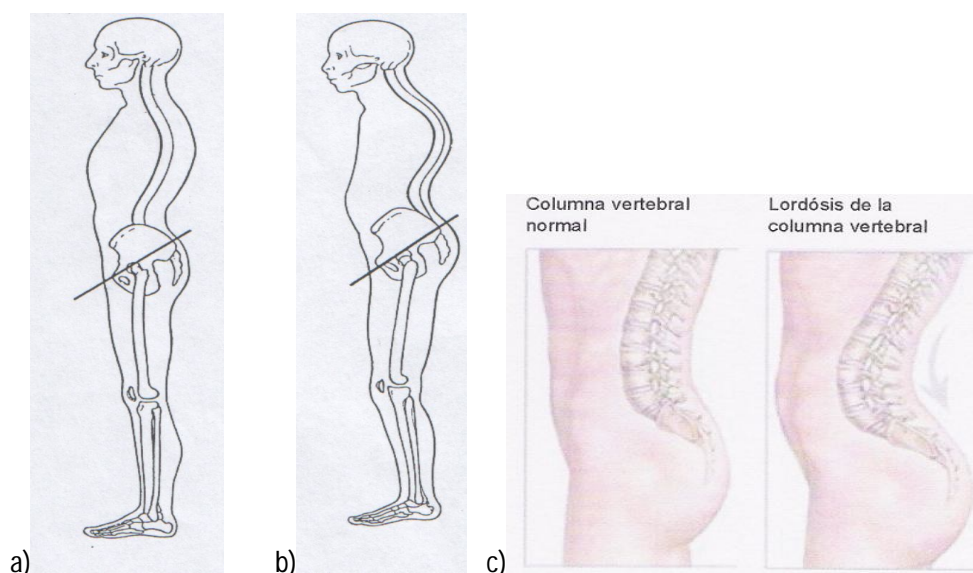 Columna vertebral
normal
Lordósis de la
columna vertebral
a)
b)
c)